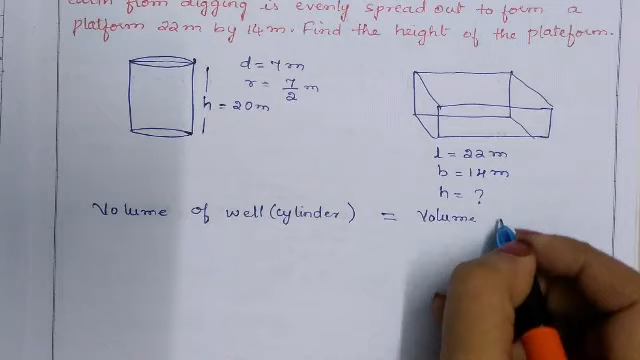 earth from digging is evenly spread out to form a
platform 22m by 14m. Find the height of the plateform.
d = 7m
r = 7/2 m
h = 20m
l = 22m
b = 14m
h = ?
Volume of well (cylinder) = Volume